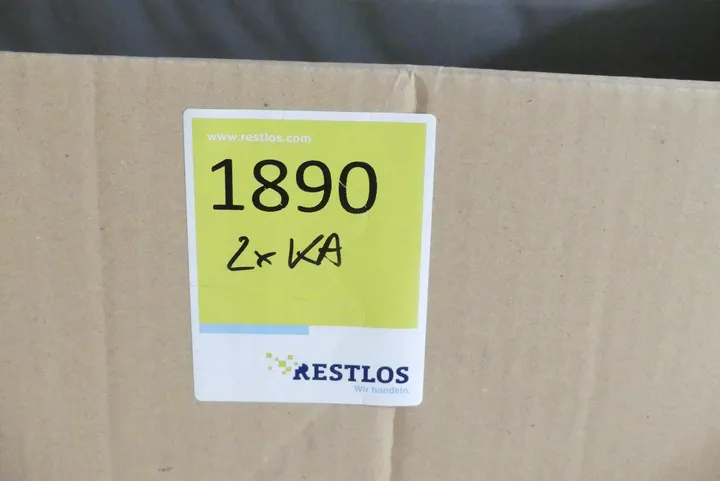 www.restlos.com
1890
2x KA
RESTLOS
Wir handeln.